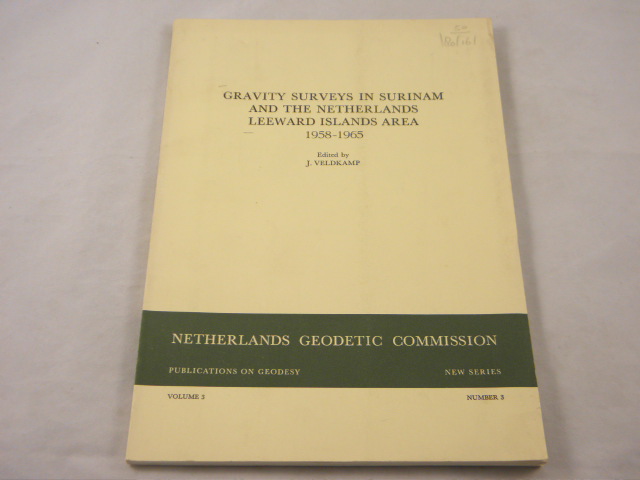 GRAVITY SURVEYS IN SURINAM
AND THE NETHERLANDS
LEEWARD ISLANDS AREA
1958-1965
Edited by
J. VELDKAMP
NETHERLANDS GEODETIC COMMISSION
PUBLICATIONS ON GEODESY NEW SERIES
VOLUME 3 NUMBER 3